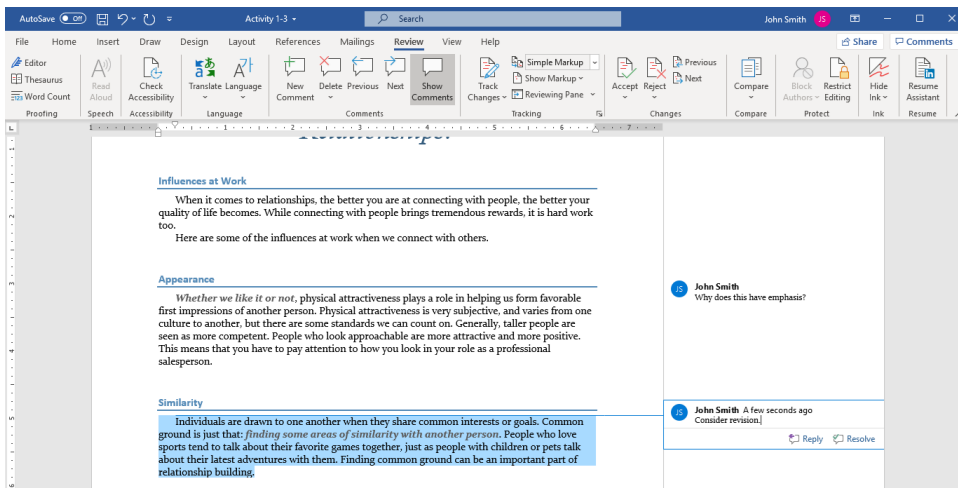 AutoSave Off Activity 1-3 Search John Smith JS
File Home Insert Draw Design Layout References Mailings Review View Help Share Comments
Editor
Thesaurus
Word Count
Proofing
Read Aloud
Speech
Check Accessibility
Accessibility
Translate Language
Language
New Comment Delete Previous Next Show Comments
Comments
Track Changes
Simple Markup
Show Markup
Reviewing Pane
Tracking
Accept Reject
Previous
Next
Changes
Compare
Compare
Block Authors Restrict Editing
Protect
Hide Ink
Ink
Resume Assistant
Resume
1 1 2 3 4 5 6 7
Relationships:
Influences at Work
When it comes to relationships, the better you are at connecting with people, the better your
quality of life becomes. While connecting with people brings tremendous rewards, it is hard work
too.
Here are some of the influences at work when we connect with others.
Appearance
Whether we like it or not, physical attractiveness plays a role in helping us form favorable
first impressions of another person. Physical attractiveness is very subjective, and varies from one
culture to another, but there are some standards we can count on. Generally, taller people are
seen as more competent. People who look approachable are more attractive and more positive.
This means that you have to pay attention to how you look in your role as a professional
salesperson.
JS John Smith
Why does this have emphasis?
Similarity
Individuals are drawn to one another when they share common interests or goals. Common
ground is just that: finding some areas of similarity with another person. People who love
sports tend to talk about their favorite games together, just as people with children or pets talk
about their latest adventures with them. Finding common ground can be an important part of
relationship building.
JS John Smith A few seconds ago
Consider revision.
Reply Resolve